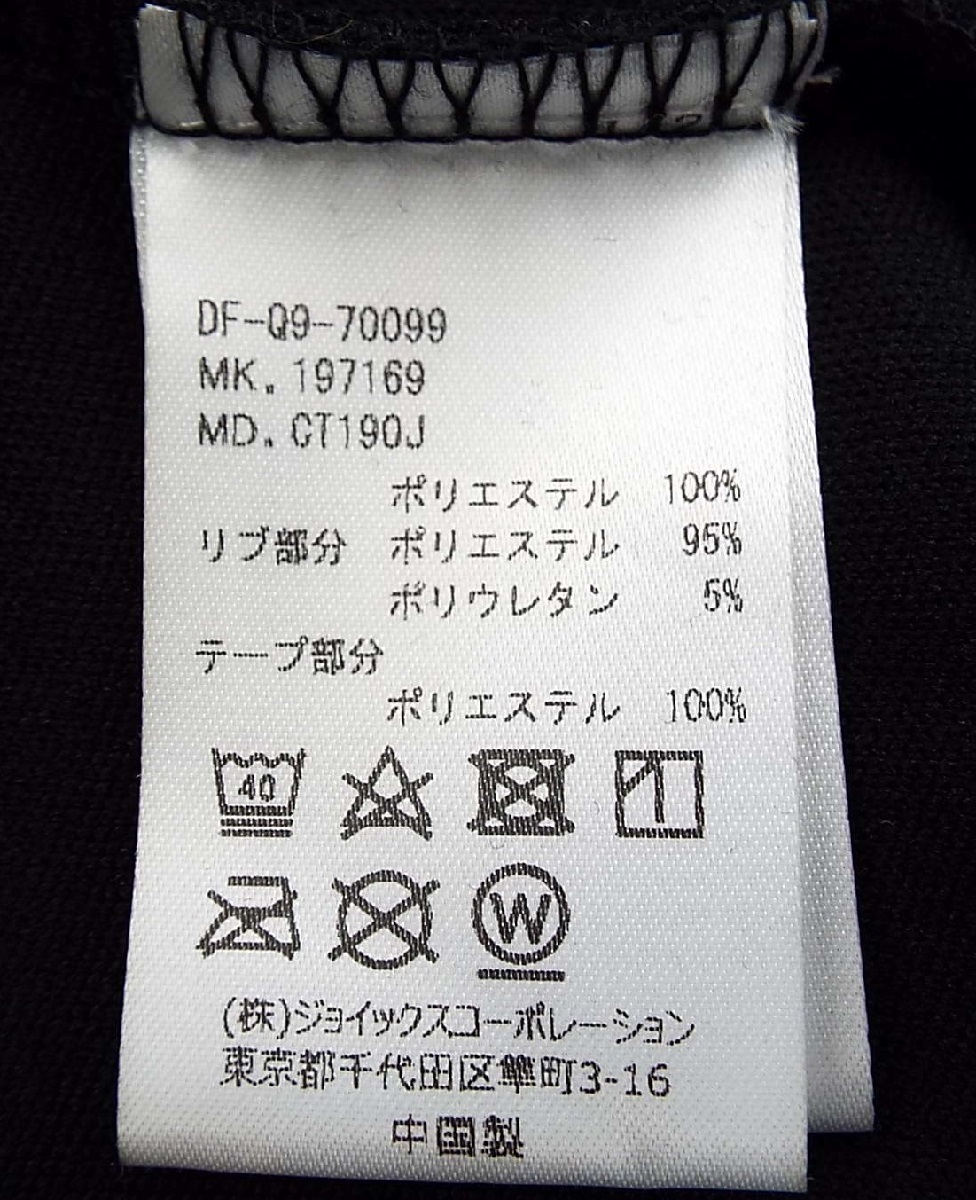 DF-Q9-70099
MK. 197169
MD. CT190J
ポリエステル 100%
リブ部分 ポリエステル 95%
ポリウレタン 5%
テープ部分
ポリエステル 100%
40
W
(株)ジョイックスコーポレーション
東京都千代田区隼町3-16
中国製